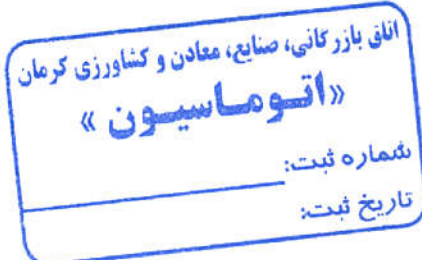 اتاق بازرگانی، صنایع، معادن و کشاورزی کرمان
«اتوماسیون»
شماره ثبت:
تاریخ ثبت: